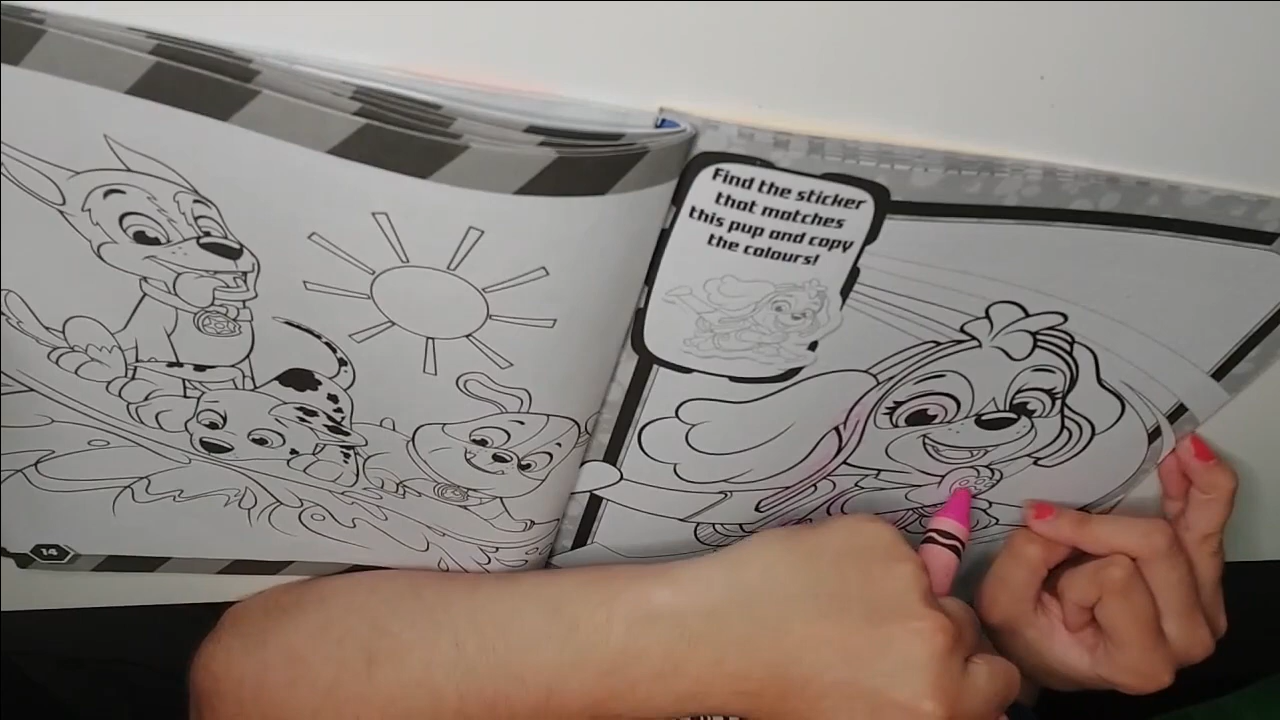 Find the sticker
that matches
this pup and copy
the colours!
14